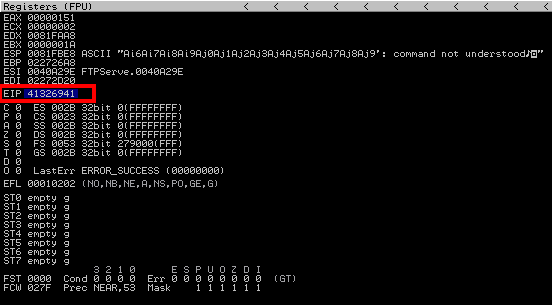 Registers (FPU) < < < < < < < <
EAX 00000151
ECX 00000002
EDX 0081FAA8
EBX 0000001A
ESP 0081FBE8 ASCII "Ai6Ai7Ai8Ai9Aj0Aj1Aj2Aj3Aj4Aj5Aj6Aj7Aj8Aj9': command not understood♪◙"
EBP 022726A8
ESI 0040A29E FTPServe.0040A29E
EDI 02272D20
EIP 41326941
C 0 ES 002B 32bit 0(FFFFFFFF)
P 0 CS 0023 32bit 0(FFFFFFFF)
A 0 SS 002B 32bit 0(FFFFFFFF)
Z 0 DS 002B 32bit 0(FFFFFFFF)
S 0 FS 0053 32bit 279000(FFF)
T 0 GS 002B 32bit 0(FFFFFFFF)
D 0
O 0 LastErr ERROR_SUCCESS (00000000)
EFL 00010202 (NO,NB,NE,A,NS,PO,GE,G)
ST0 empty g
ST1 empty g
ST2 empty g
ST3 empty g
ST4 empty g
ST5 empty g
ST6 empty g
ST7 empty g
3 2 1 0 E S P U O Z D I
FST 0000 Cond 0 0 0 0 Err 0 0 0 0 0 0 0 0 (GT)
FCW 027F Prec NEAR,53 Mask 1 1 1 1 1 1